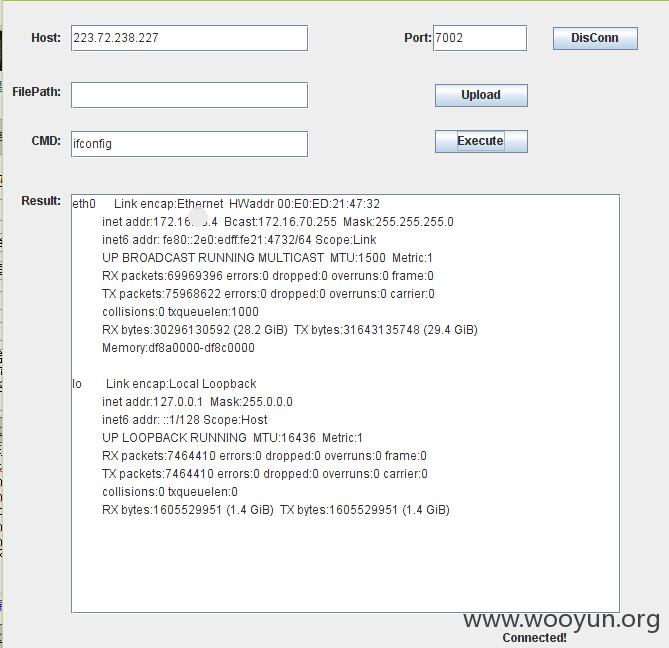 Host: 223.72.238.227 Port: 7002 DisConn
FilePath: Upload
CMD: ifconfig Execute
Result:
eth0 Link encap:Ethernet HWaddr 00:E0:ED:21:47:32
inet addr:172.16. .4 Bcast:172.16.70.255 Mask:255.255.255.0
inet6 addr: fe80::2e0:edff:fe21:4732/64 Scope:Link
UP BROADCAST RUNNING MULTICAST MTU:1500 Metric:1
RX packets:69969396 errors:0 dropped:0 overruns:0 frame:0
TX packets:75968622 errors:0 dropped:0 overruns:0 carrier:0
collisions:0 txqueuelen:1000
RX bytes:30296130592 (28.2 GiB) TX bytes:31643135748 (29.4 GiB)
Memory:df8a0000-df8c0000
lo Link encap:Local Loopback
inet addr:127.0.0.1 Mask:255.0.0.0
inet6 addr: ::1/128 Scope:Host
UP LOOPBACK RUNNING MTU:16436 Metric:1
RX packets:7464410 errors:0 dropped:0 overruns:0 frame:0
TX packets:7464410 errors:0 dropped:0 overruns:0 carrier:0
collisions:0 txqueuelen:0
RX bytes:1605529951 (1.4 GiB) TX bytes:1605529951 (1.4 GiB)
www.wooyun.org
Connected!